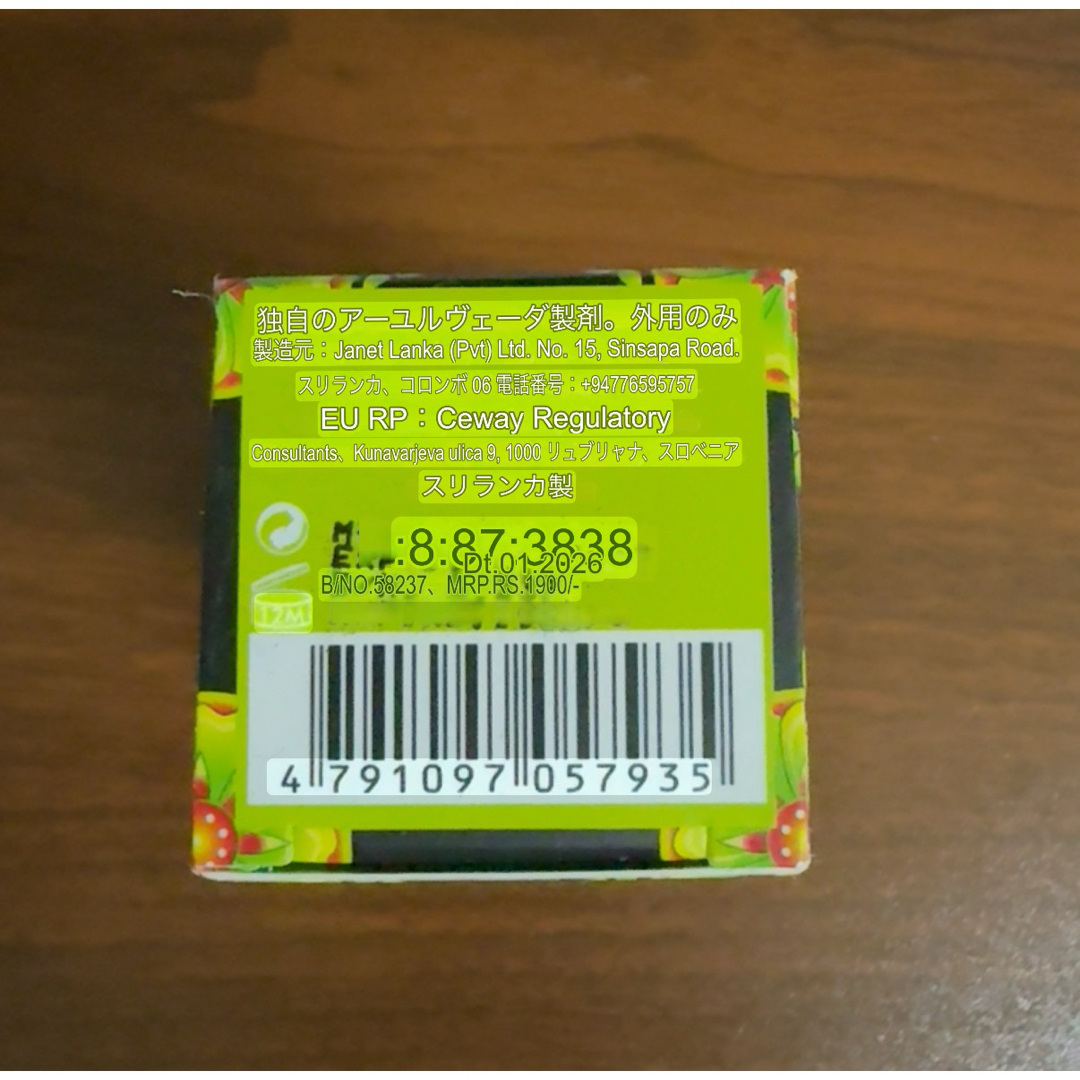 独自のアーユルヴェーダ製剤。外用のみ
製造元：Janet Lanka (Pvt) Ltd. No. 15, Sinsapa Road.
スリランカ、コロンボ 06 電話番号：+94776595757
EU RP：Ceway Regulatory
Consultants、Kunavarjeva ulica 9, 1000 リュブリャナ、スロベニア
スリランカ製
:8:87:3838
Dt.01.2026
B/NO.58237、MRP.RS.1900/-
12M
4 791097 057935